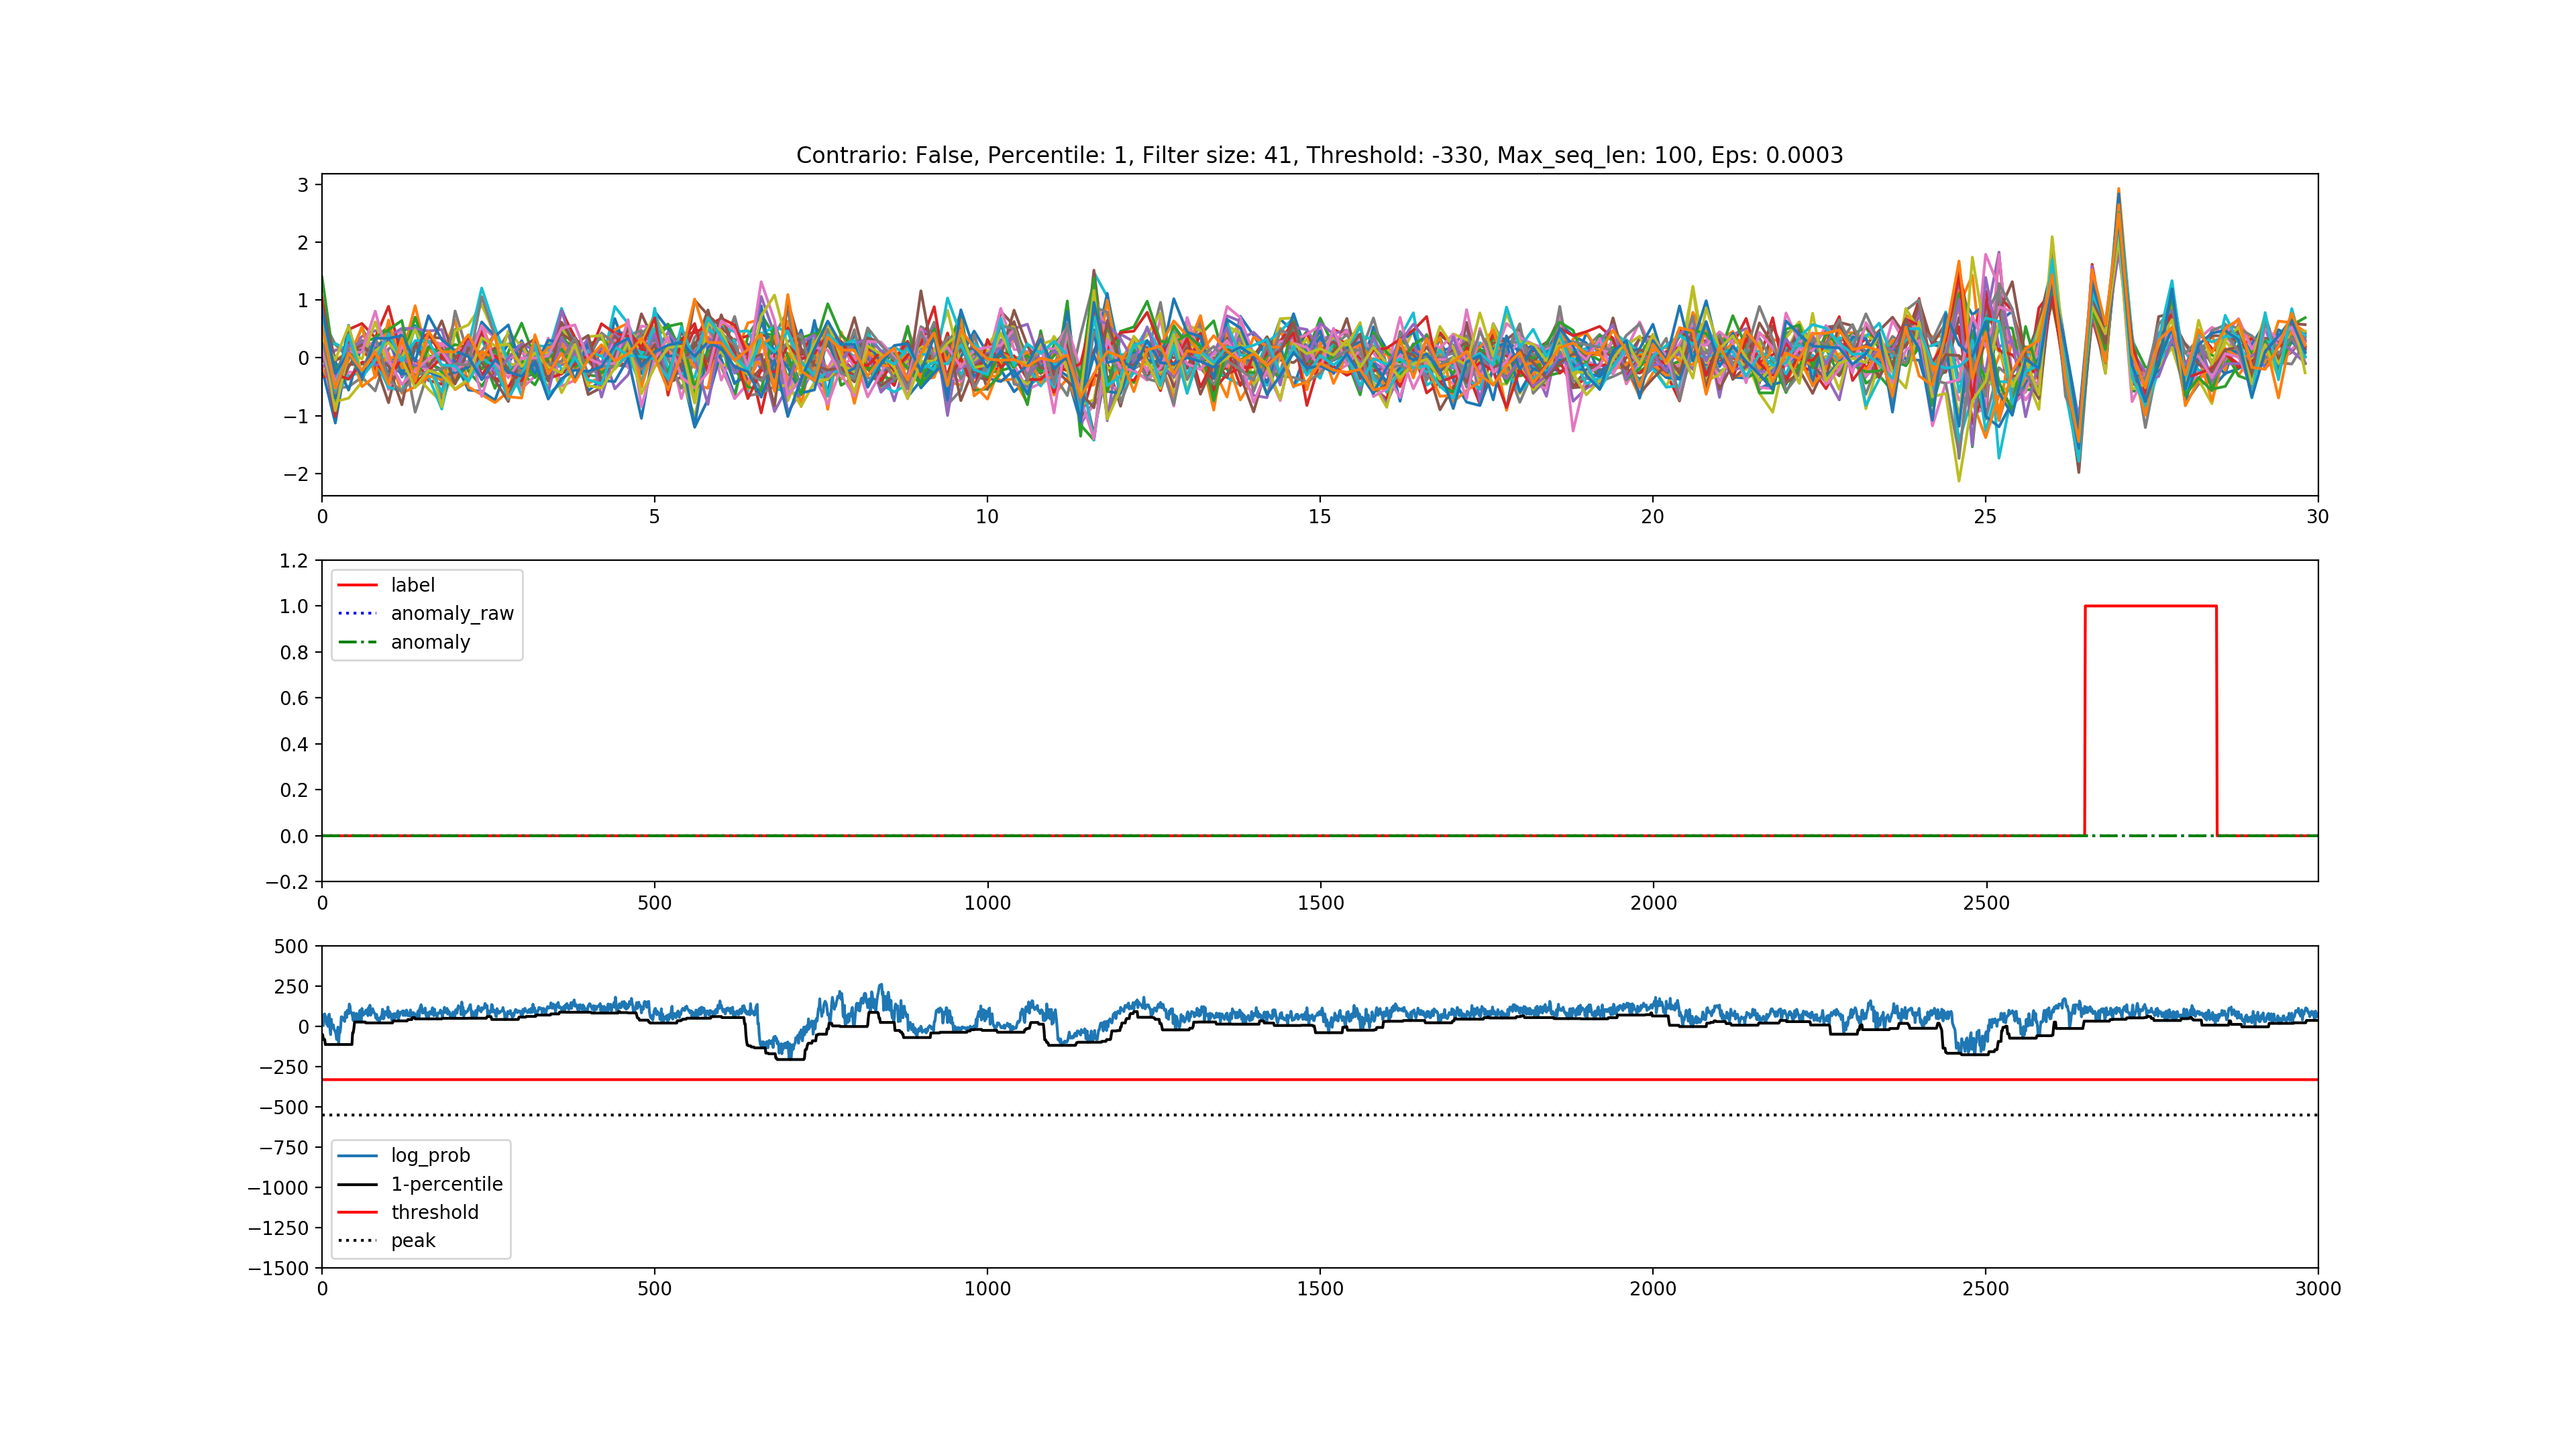 Contrario: False, Percentile: 1, Filter size: 41, Threshold: -330, Max_seq_len: 100, Eps: 0.0003
3
2
1
0
−1
−2
0 5 10 15 20 25 30
1.2
1.0
0.8
0.6
0.4
0.2
0.0
−0.2
label
anomaly_raw
anomaly
0 500 1000 1500 2000 2500
500
250
0
−250
−500
−750
−1000
−1250
−1500
log_prob
1-percentile
threshold
peak
0 500 1000 1500 2000 2500 3000